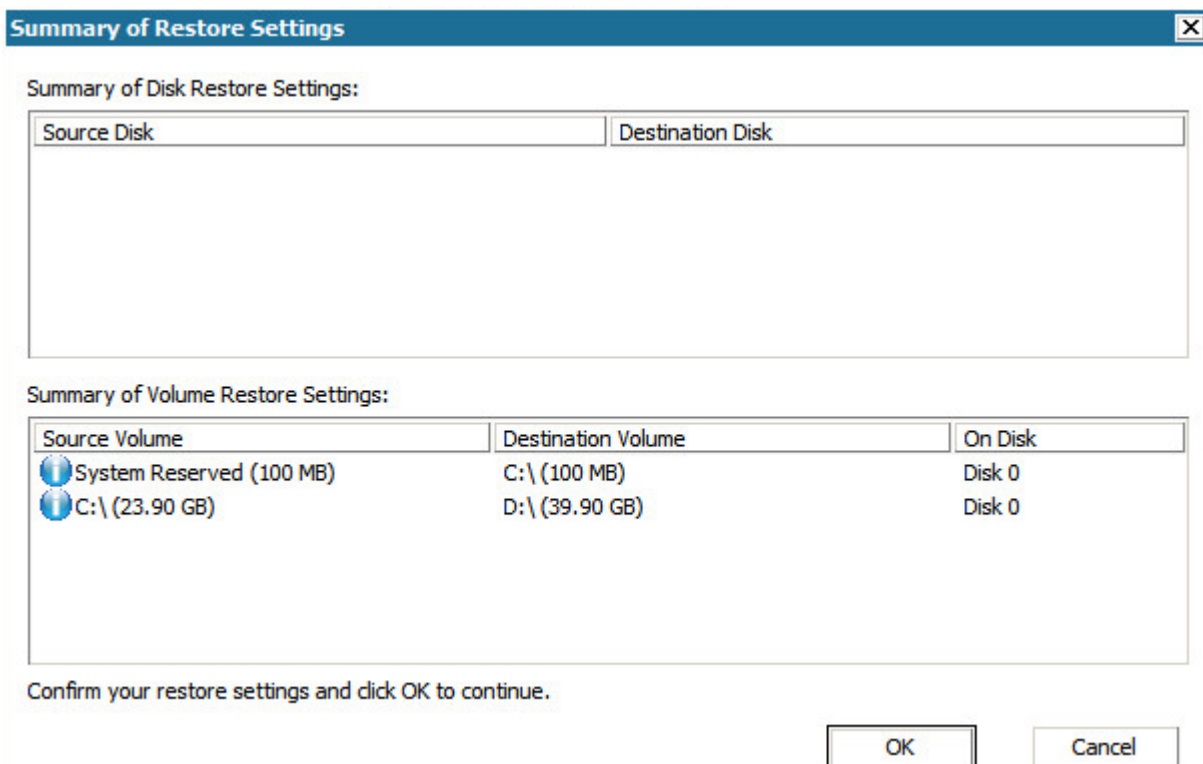 Summary of Restore Settings
Summary of Disk Restore Settings:
Source Disk Destination Disk
Summary of Volume Restore Settings:
Source Volume Destination Volume On Disk
System Reserved (100 MB) C:\ (100 MB) Disk 0
C:\ (23.90 GB) D:\ (39.90 GB) Disk 0
Confirm your restore settings and click OK to continue.
OK Cancel